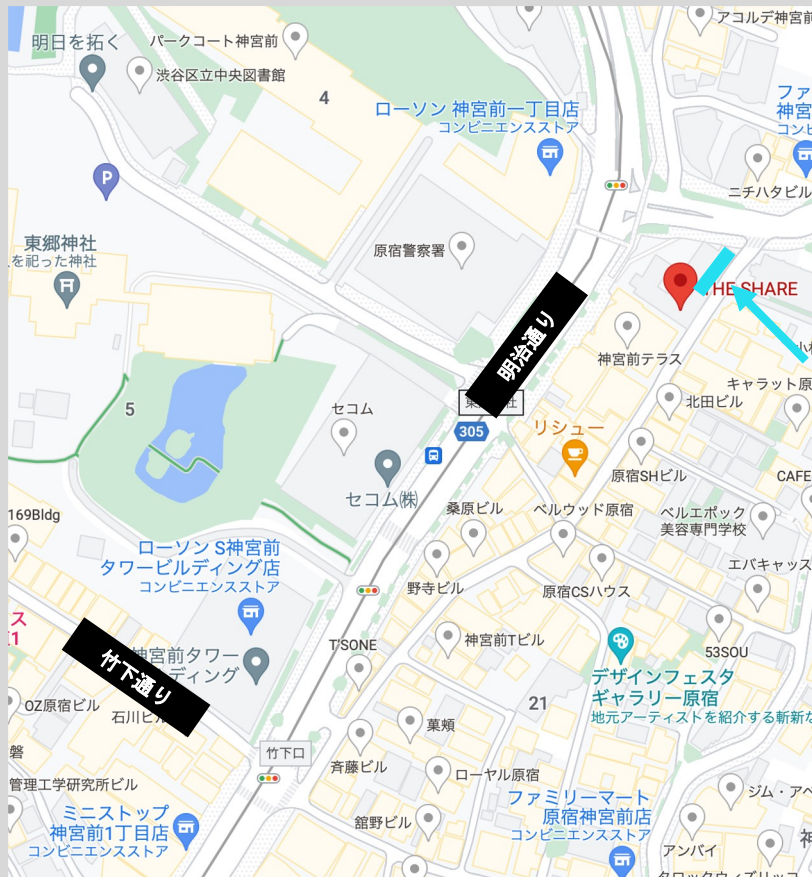 アコルデ神宮前
明日を拓く
パークコート神宮前
渋谷区立中央図書館
4
ローソン 神宮前一丁目店
コンビニエンスストア
ファ
神宮
コンビ
P
ニチハタビル
東郷神社
を祀った神社
原宿警察署
THE SHARE
明治通り
神宮前テラス
キャラット原
北田ビル
5
セコム
305
リシュー
原宿SHビル
CAFE
セコム(株)
169Bldg
桑原ビル
ベルウッド原宿
ベルエポック
美容専門学校
ローソン S神宮前
タワービルディング店
コンビニエンスストア
野寺ビル
原宿CSハウス
エバキャッス
ス
1
竹下通り
神宮前タワー
ディング
T'SONE
神宮前Tビル
53SOU
デザインフェスタ
ギャラリー原宿
地元アーティストを紹介する斬新な
OZ原宿ビル
石川ビ
21
菓頬
竹下口
磐
斉藤ビル
ローヤル原宿
管理工学研究所ビル
ファミリーマート
原宿神宮前店
コンビニエンスストア
ジム・アベ
ミニストップ
神宮前1丁目店
コンビニエンスストア
舘野ビル
アンバイ
神